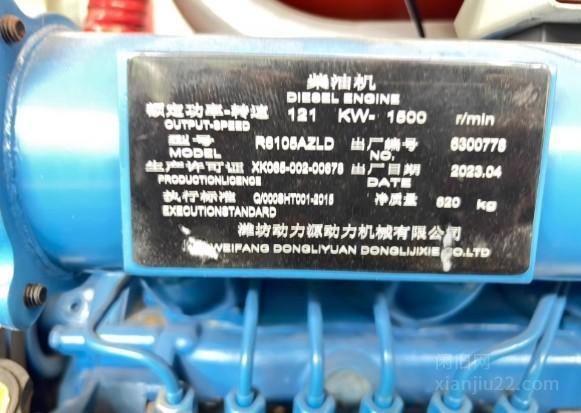 柴油机
DIESEL ENGINE
额定功率-转速 121 KW- 1500 r/min
OUTPUT-SPEED
型号 R6105AZLD 出厂编号 6300776
MODEL NO,
生产许可证 XK065-002-00678 出厂日期 2023.04
PRODUCTIONLICENCE DATE
执行标准 Q/0009HT001-2015 净质量 620 kg
EXECUTIONSTANDARD
潍坊动力源动力机械有限公司
WEIFANG DONGLIYUAN DONGLIJIXIE CO.LTD
闲旧网
xianjiu22.com